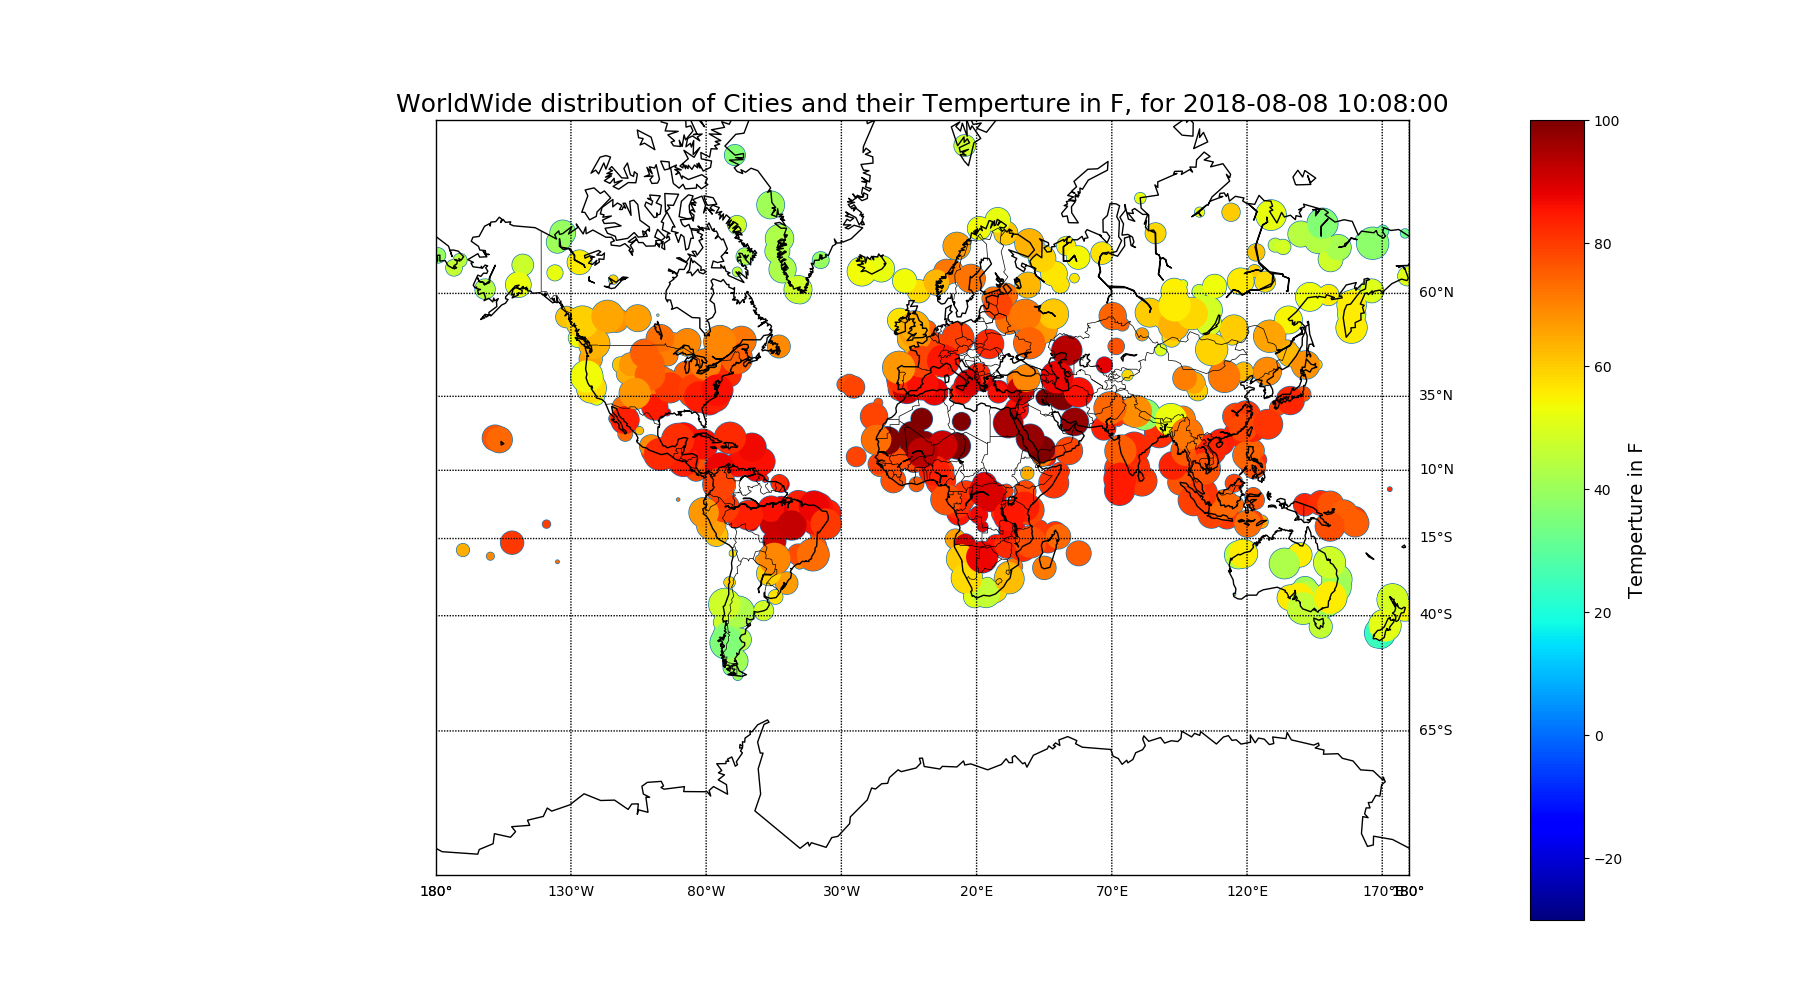 WorldWide distribution of Cities and their Temperture in F, for 2018-08-08 10:08:00
100
80
60
40
20
0
−20
Temperture in F
60°N
35°N
10°N
15°S
40°S
65°S
180°
130°W
80°W
30°W
20°E
70°E
120°E
170°E
180°